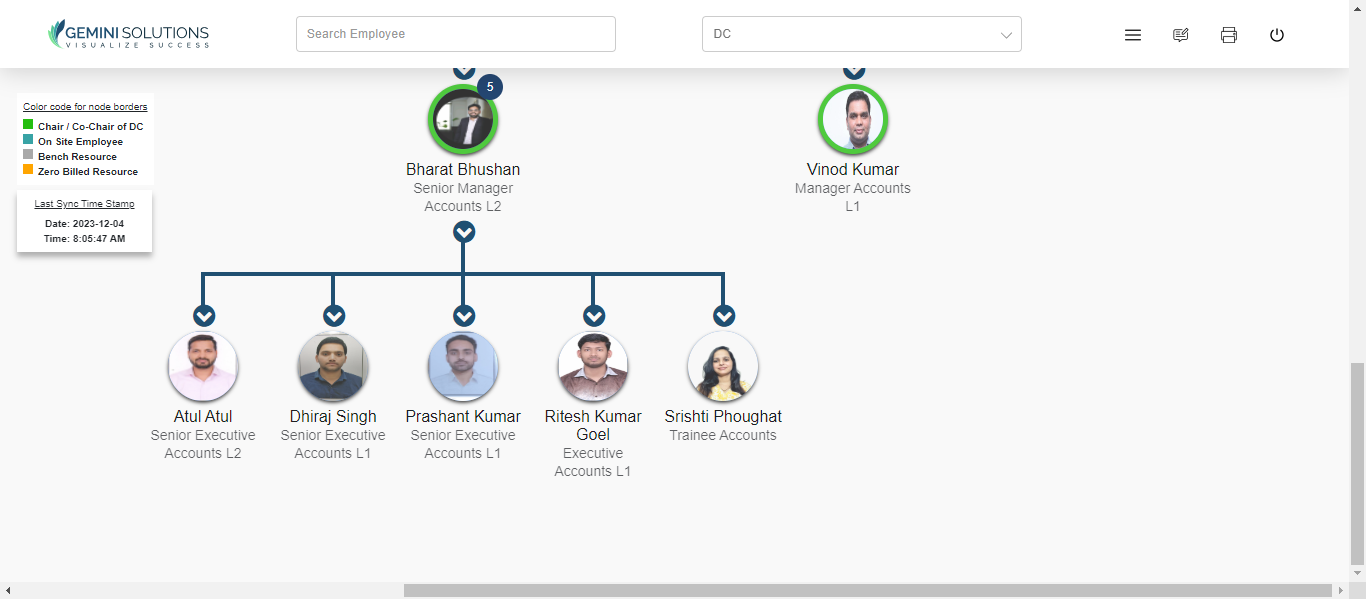 GEMINI SOLUTIONS
VISUALIZE SUCCESS
Search Employee
DC
Color code for node borders
Chair / Co-Chair of DC
On Site Employee
Bench Resource
Zero Billed Resource
Last Sync Time Stamp
Date: 2023-12-04
Time: 8:05:47 AM
5
Bharat Bhushan
Senior Manager
Accounts L2
Vinod Kumar
Manager Accounts
L1
Atul Atul
Senior Executive
Accounts L2
Dhiraj Singh
Senior Executive
Accounts L1
Prashant Kumar
Senior Executive
Accounts L1
Ritesh Kumar
Goel
Executive
Accounts L1
Srishti Phoughat
Trainee Accounts